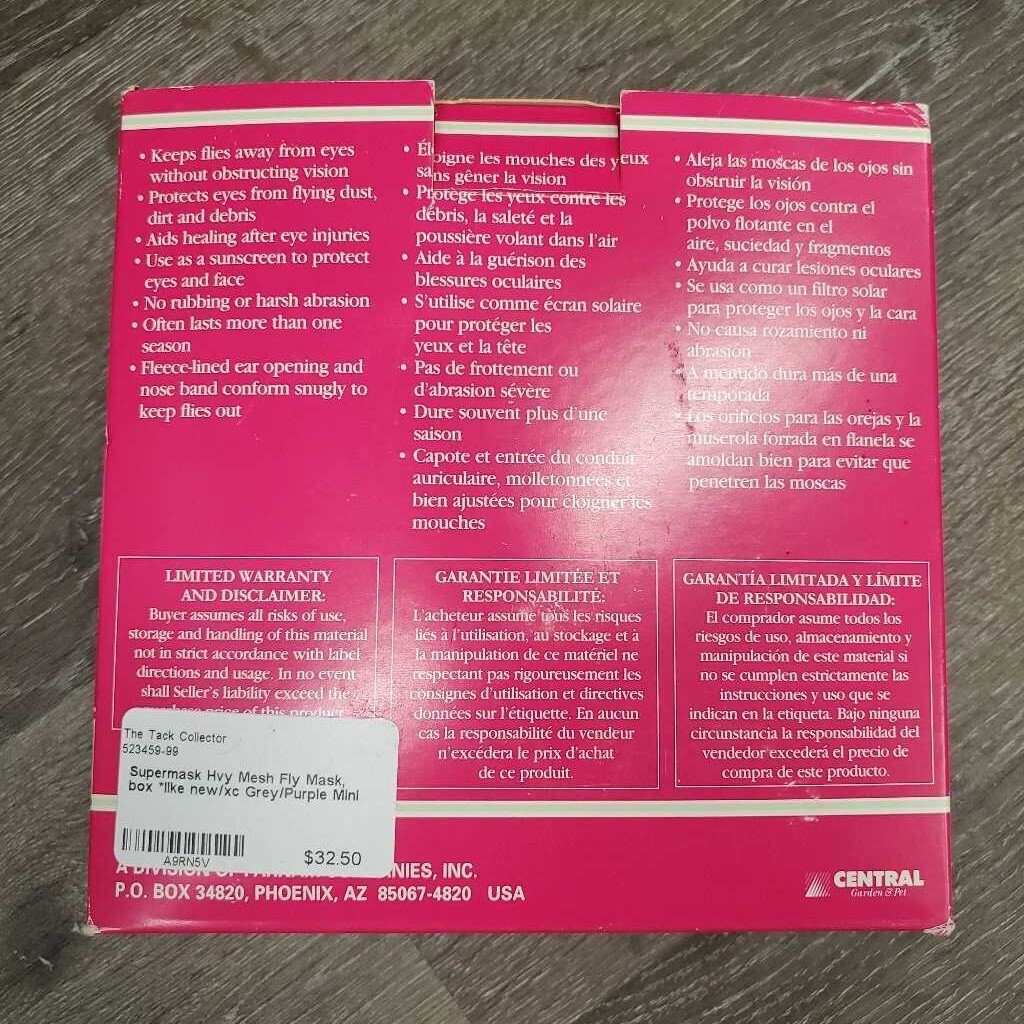 • Keeps flies away from eyes
without obstructing vision
• Protects eyes from flying dust,
dirt and debris
• Aids healing after eye injuries
• Use as a sunscreen to protect
eyes and face
• No rubbing or harsh abrasion
• Often lasts more than one
season
• Fleece-lined ear opening and
nose band conform snugly to
keep flies out
• Éloigne les mouches des yeux
sans gêner la vision
• Protège les yeux contre les
débris, la saleté et la
poussière volant dans l'air
• Aide à la guérison des
blessures oculaires
• S'utilise comme écran solaire
pour protéger les
yeux et la tête
• Pas de frottement ou
d'abrasion sévère
• Dure souvent plus d'une
saison
• Capote et entrée du conduit
auriculaire, molletonnées et
bien ajustées pour éloigner les
mouches
• Aleja las moscas de los ojos sin
obstruir la visión
• Protege los ojos contra el
polvo flotante en el
aire, suciedad y fragmentos
• Ayuda a curar lesiones oculares
• Se usa como un filtro solar
para proteger los ojos y la cara
• No causa rozamiento ni
abrasión
• A menudo dura más de una
temporada
• Los orificios para las orejas y la
muserola forrada en flanela se
amoldan bien para evitar que
penetren las moscas
LIMITED WARRANTY
AND DISCLAIMER:
Buyer assumes all risks of use,
storage and handling of this material
not in strict accordance with label
directions and usage. In no event
shall Seller's liability exceed the
purchase price of this product.
GARANTIE LIMITÉE ET
RESPONSABILITÉ:
L'acheteur assume tous les risques
liés à l'utilisation, au stockage et à
la manipulation de ce matériel ne
respectant pas rigoureusement les
consignes d'utilisation et directives
données sur l'étiquette. En aucun
cas la responsabilité du vendeur
n'excédera le prix d'achat
de ce produit.
GARANTÍA LIMITADA Y LÍMITE
DE RESPONSABILIDAD:
El comprador asume todos los
riesgos de uso, almacenamiento y
manipulación de este material si
no se cumplen estrictamente las
instrucciones y uso que se
indican en la etiqueta. Bajo ninguna
circunstancia la responsabilidad del
vendedor excederá el precio de
compra de este producto.
The Tack Collector
523459-99
Supermask Hvy Mesh Fly Mask,
box *like new/xc Grey/Purple Mini
A9RN5V
$32.50
A DIVISION OF INC.
P.O. BOX 34820, PHOENIX, AZ 85067-4820 USA
CENTRAL
Garden & Pet